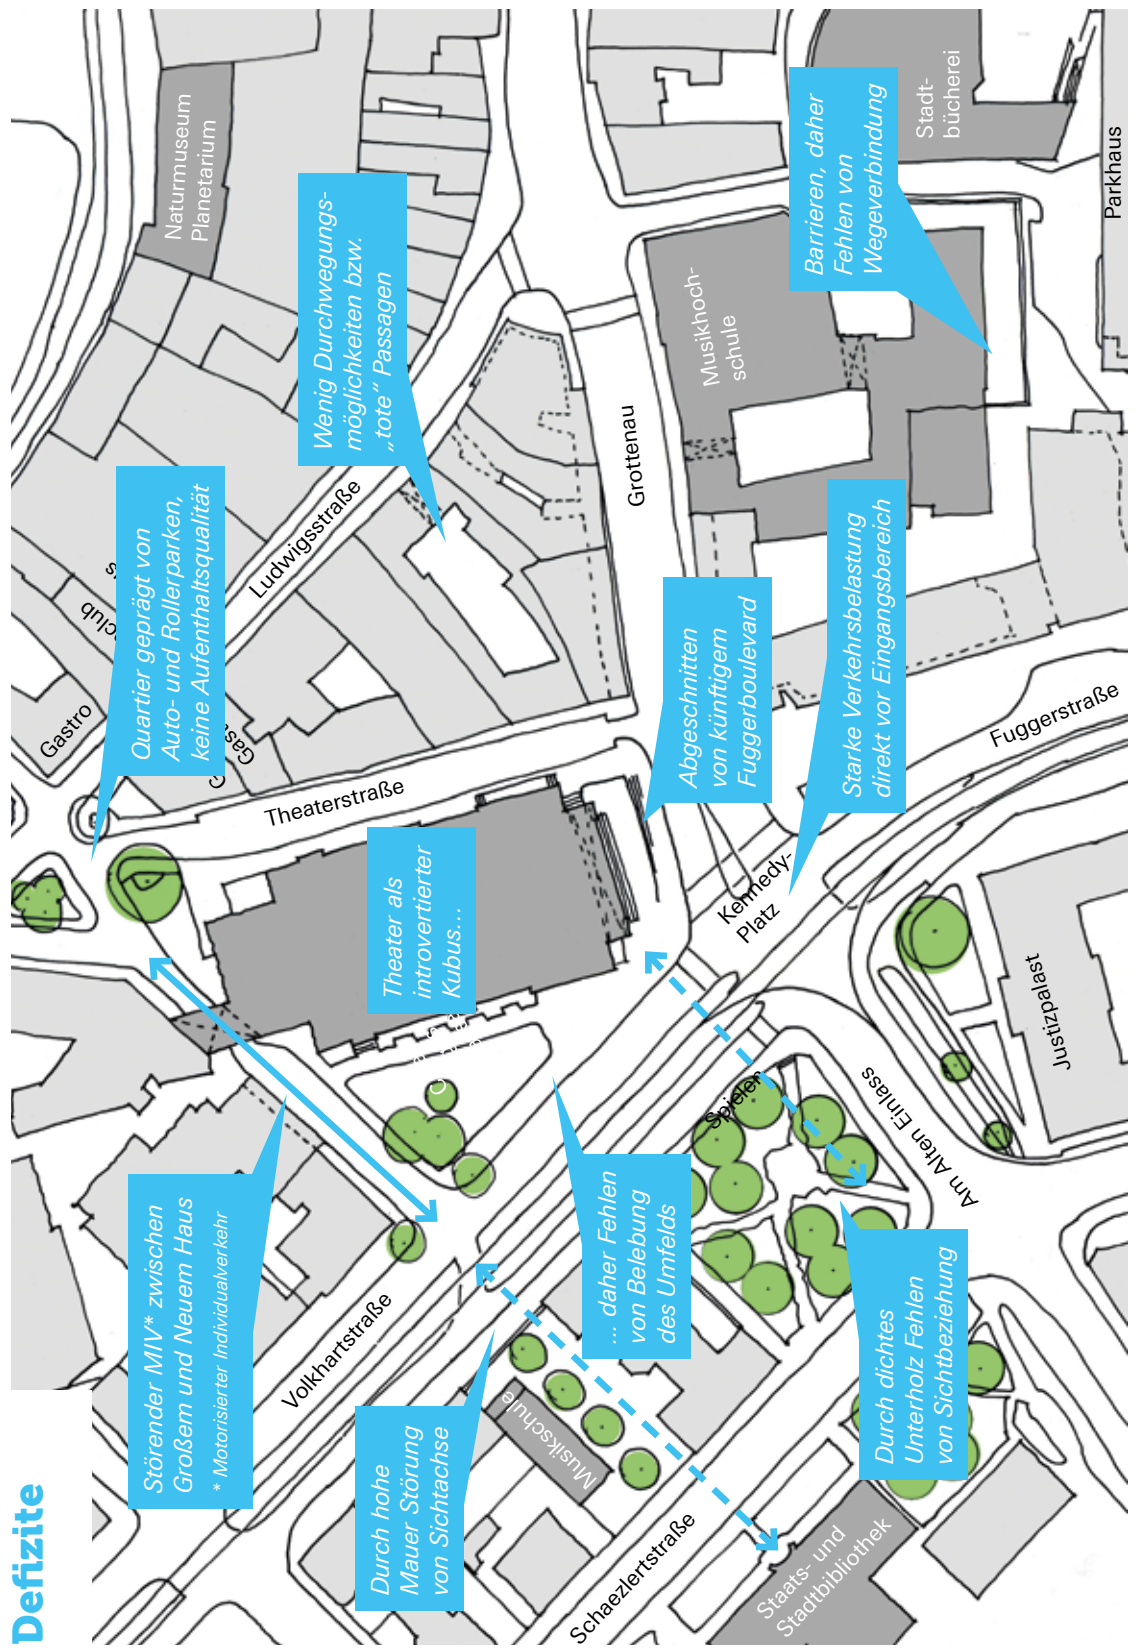 Defizite
Störender MIV* zwischen
Großem und Neuem Haus
* Motorisierter Individualverkehr
Quartier geprägt von
Auto- und Rollerparken,
keine Aufenthaltsqualität
Naturmuseum
Planetarium
Gastro
Ludwigsstraße
Wenig Durchwegungs-
möglichkeiten bzw.
„tote“ Passagen
Theaterstraße
Volkhartstraße
Durch hohe
Mauer Störung
von Sichtachse
Theater als
introvertierter
Kubus...
Musikschule
... daher Fehlen
von Belebung
des Umfelds
Grottenau
Abgeschnitten
von künftigem
Fuggerboulevard
Musikhoch-
schule
Schaezlertstraße
Kennedy-
Platz
Barrieren, daher
Fehlen von
Wegeverbindung
Starke Verkehrsbelastung
direkt vor Eingangsbereich
Staats- und
Stadtbibliothek
Durch dichtes
Unterholz Fehlen
von Sichtbeziehung
Am Alten Einlass
Stadt-
bücherei
Fuggerstraße
Justizpalast
Parkhaus